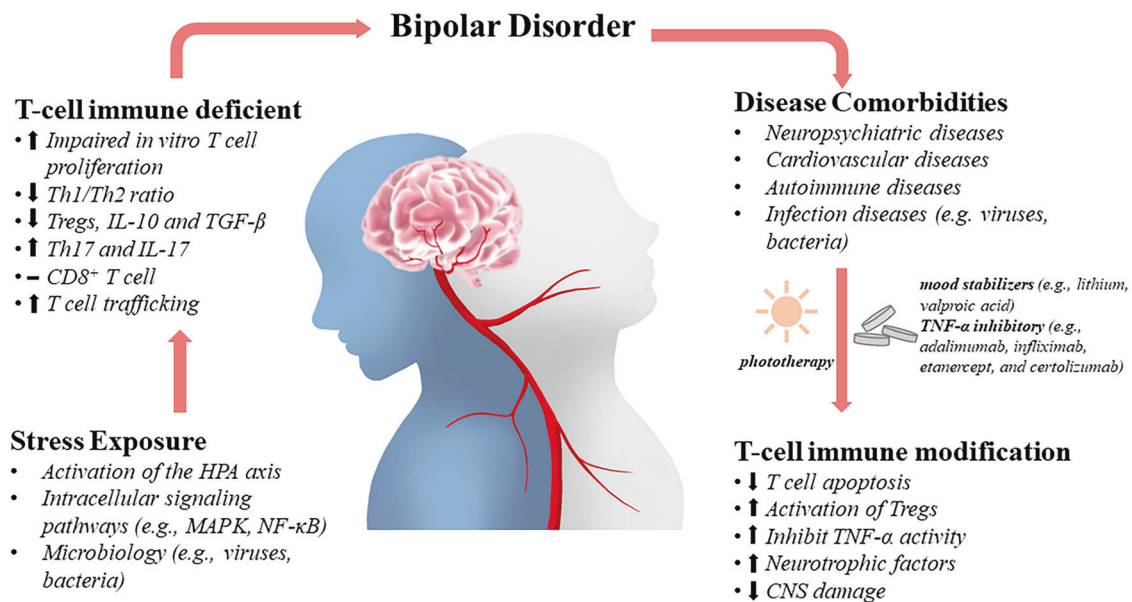 Bipolar Disorder
T-cell immune deficient
• ⬆ Impaired in vitro T cell
proliferation
• ⬇ Th1/Th2 ratio
• ⬇ Tregs, IL-10 and TGF-β
• ⬆ Th17 and IL-17
• – CD8⁺ T cell
• ⬆ T cell trafficking
Stress Exposure
• Activation of the HPA axis
• Intracellular signaling
pathways (e.g., MAPK, NF-κB)
• Microbiology (e.g., viruses,
bacteria)
Disease Comorbidities
• Neuropsychiatric diseases
• Cardiovascular diseases
• Autoimmune diseases
• Infection diseases (e.g. viruses,
bacteria)
phototherapy
mood stabilizers (e.g., lithium,
valproic acid)
TNF-α inhibitory (e.g.,
adalimumab, infliximab,
etanercept, and certolizumab)
T-cell immune modification
• ⬇ T cell apoptosis
• ⬆ Activation of Tregs
• ⬆ Inhibit TNF-α activity
• ⬆ Neurotrophic factors
• ⬇ CNS damage